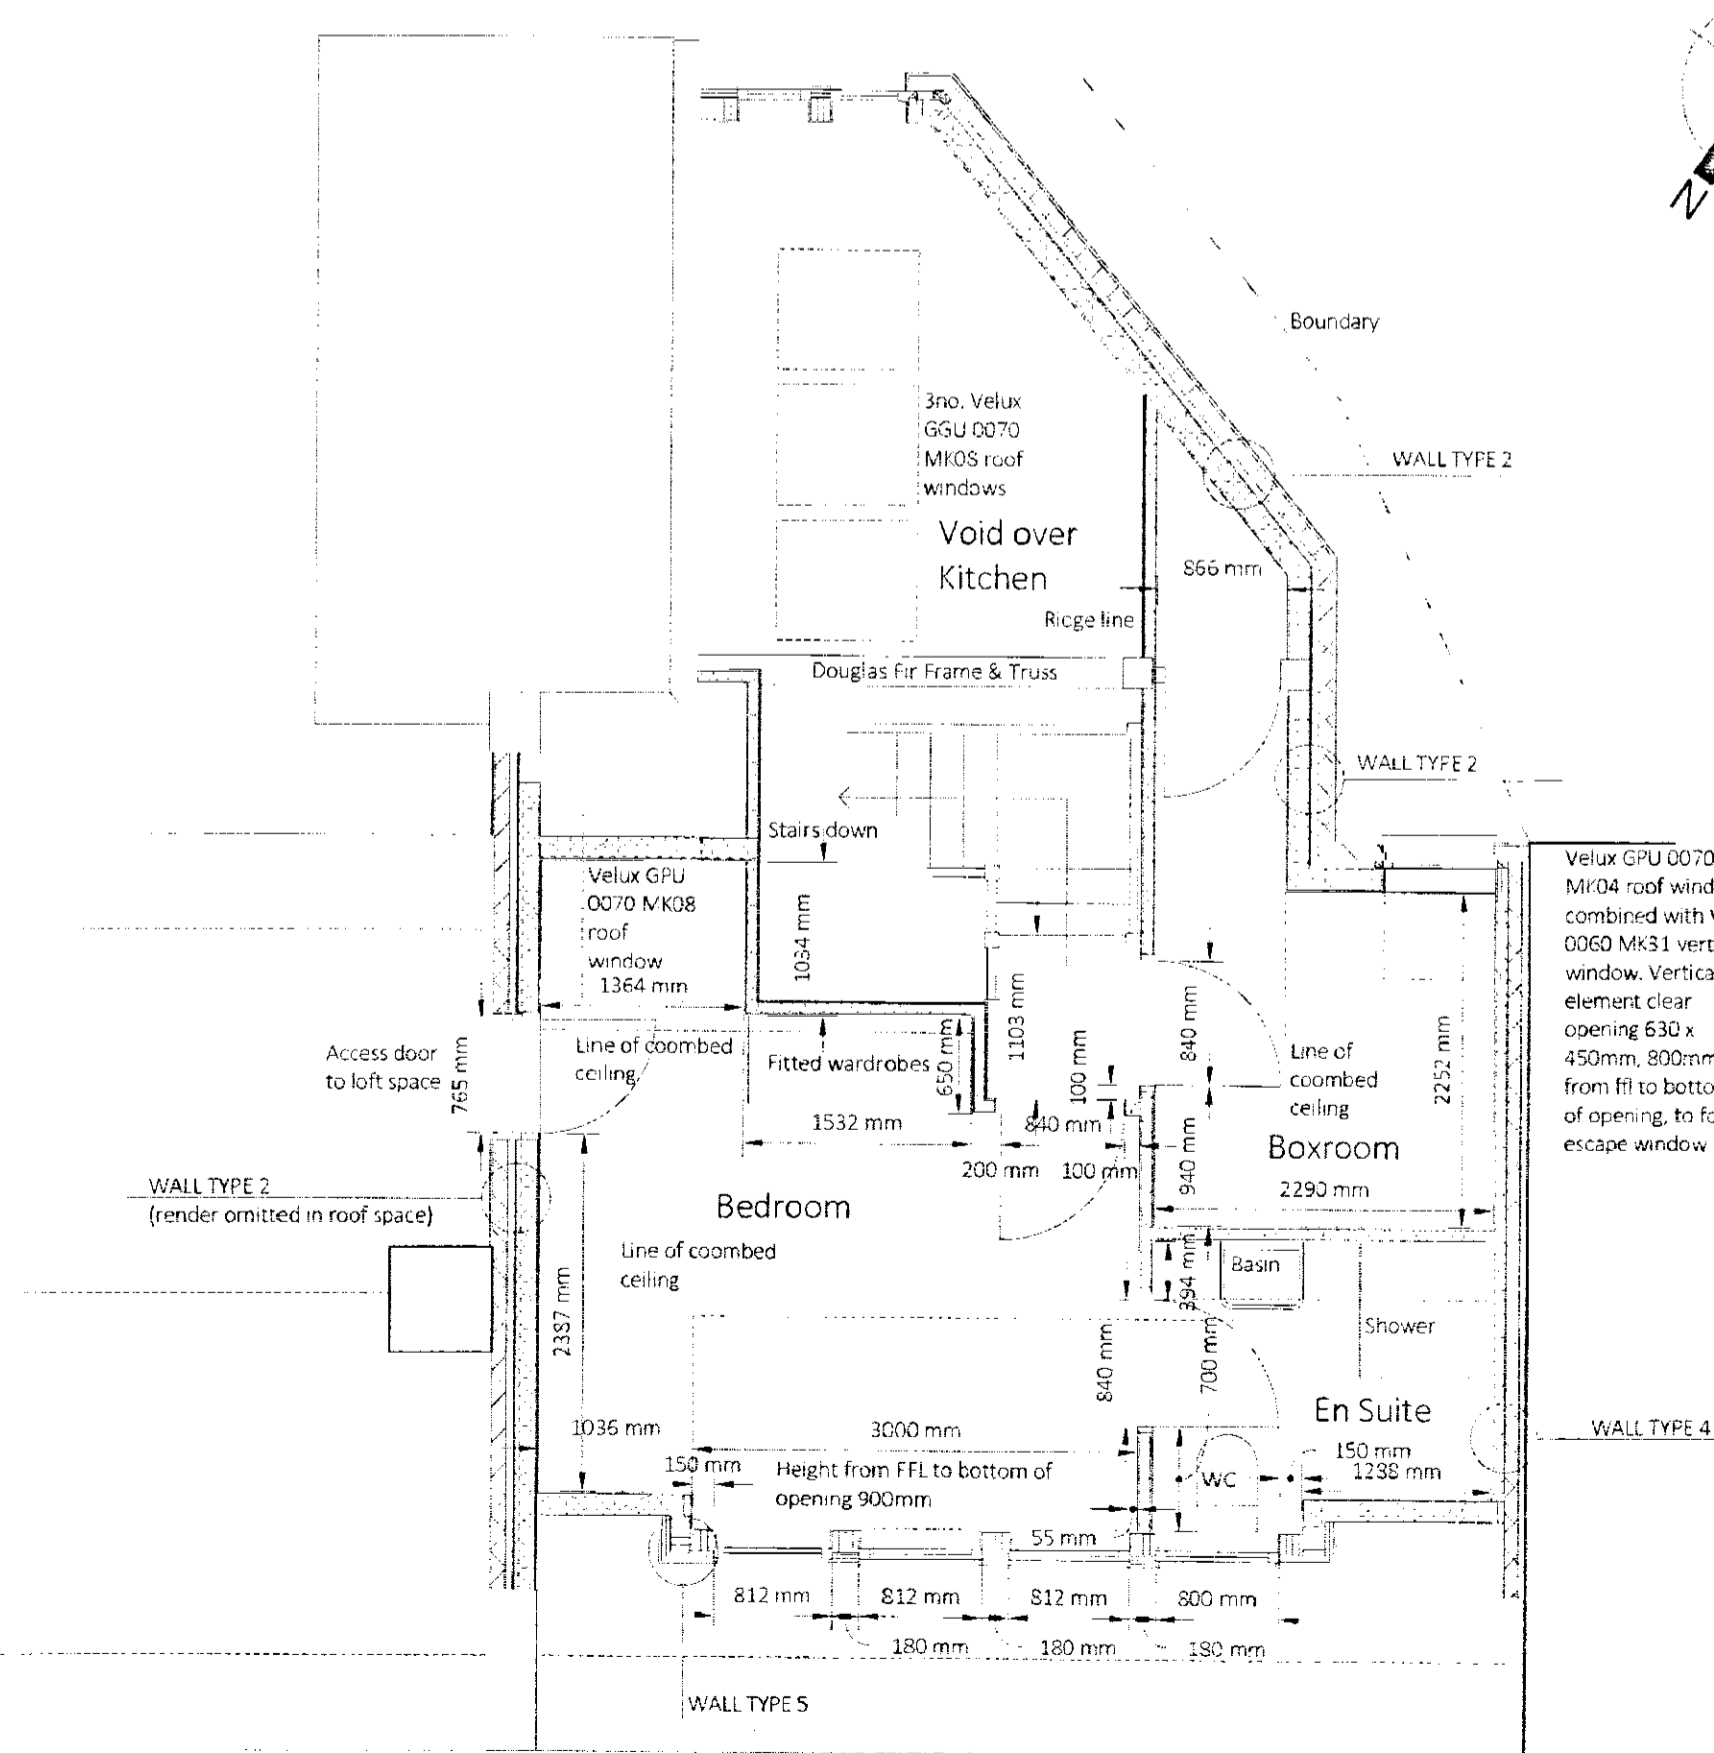 N
Boundary
3no. Velux
GGU 0070
MK08 roof
windows
WALL TYPE 2
Void over
Kitchen
866 mm
Ridge line
Douglas Fir Frame & Truss
WALL TYPE 2
Stairs down
Velux GPU
0070 MK08
roof
window
1364 mm
1034 mm
Velux GPU 0070
MK04 roof wind
combined with V
0060 MK31 vert
window. Vertica
element clear
opening 630 x
450mm, 800mm
from ffl to botto
of opening, to fo
escape window
Access door
to loft space
765 mm
Line of coombed
ceiling
Fitted wardrobes
650 mm
1103 mm
100 mm
840 mm
Line of
coombed
ceiling
2252 mm
1532 mm
840 mm
200 mm
100 mm
940 mm
Boxroom
2290 mm
WALL TYPE 2
(render omitted in roof space)
Bedroom
Line of coombed
ceiling
394 mm
Basin
2387 mm
Shower
840 mm
700 mm
En Suite
1036 mm
3000 mm
WALL TYPE 4
150 mm
Height from FFL to bottom of
opening 900mm
WC
150 mm
1238 mm
55 mm
812 mm
812 mm
812 mm
800 mm
180 mm
180 mm
180 mm
WALL TYPE 5